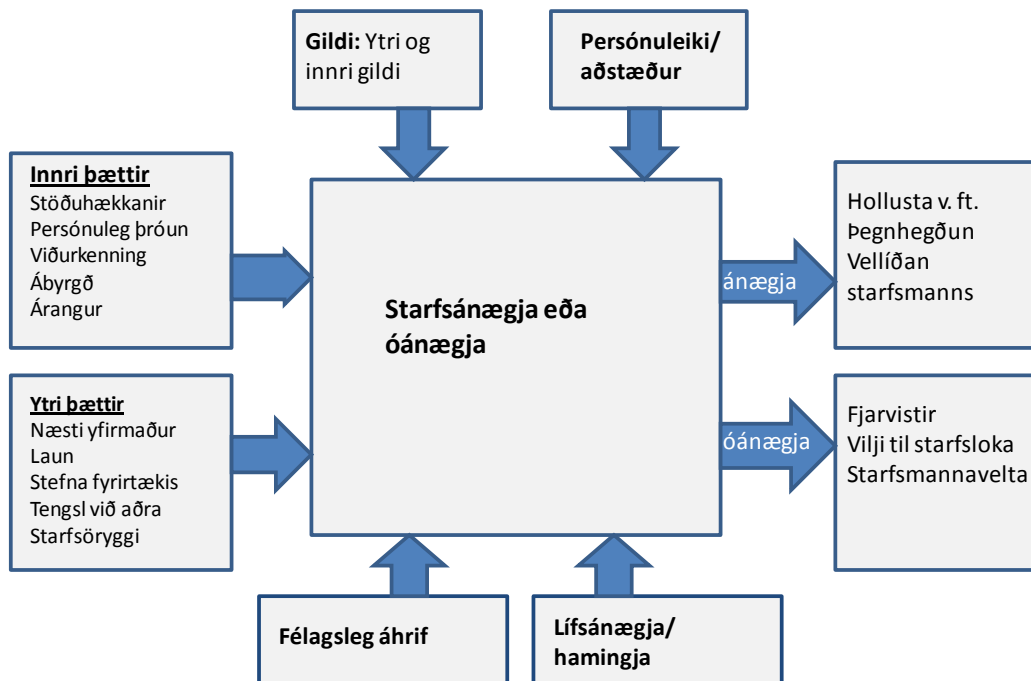 Gildi: Ytri og
innri gildi
Persónuleiki/
aðstæður
Innri þættir
Stöðuhækkanir
Persónuleg þróun
Viðurkenning
Ábyrgð
Árangur
Ytri þættir
Næsti yfirmaður
Laun
Stefna fyrirtækis
Tengsl við aðra
Starfsöryggi
Starfsánægja eða
óánægja
ánægja
óánægja
Hollusta v. ft.
Þegnhegðun
Vellíðan
starfsmanns
Fjarvistir
Vilji til starfsloka
Starfsmannavelta
Félagsleg áhrif
Lífsánægja/
hamingja